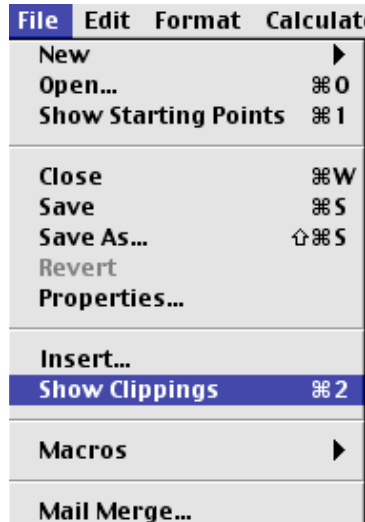 File Edit Format Calculat
New
Open... ⌘O
Show Starting Points ⌘1
Close ⌘W
Save ⌘S
Save As... ⇧⌘S
Revert
Properties...
Insert...
Show Clippings ⌘2
Macros
Mail Merge...